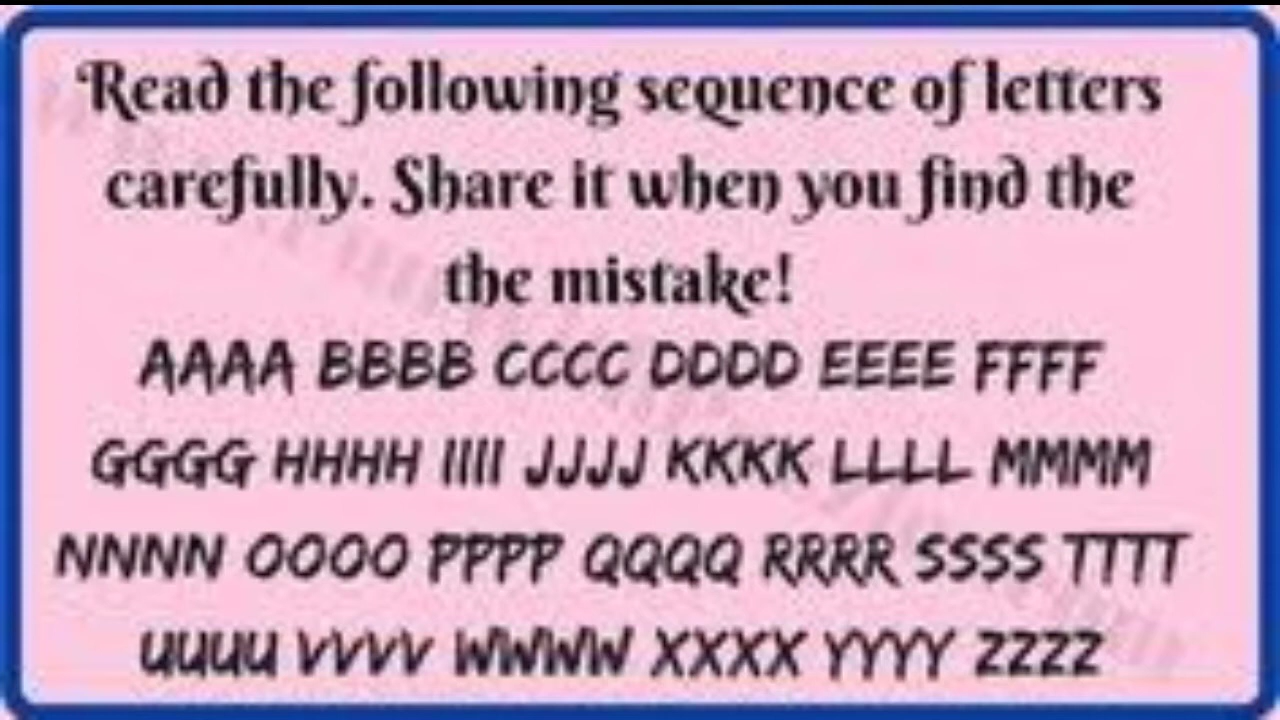 Read the following sequence of letters
carefully. Share it when you find the
the mistake!
AAAA BBBB CCCC DDDD EEEE FFFF
GGGG HHHH IIII JJJJ KKKK LLLL MMMM
NNNN OOOO PPPP QQQQ RRRR SSSS TTTT
UUUU VVVV WWWW XXXX YYYY ZZZZ